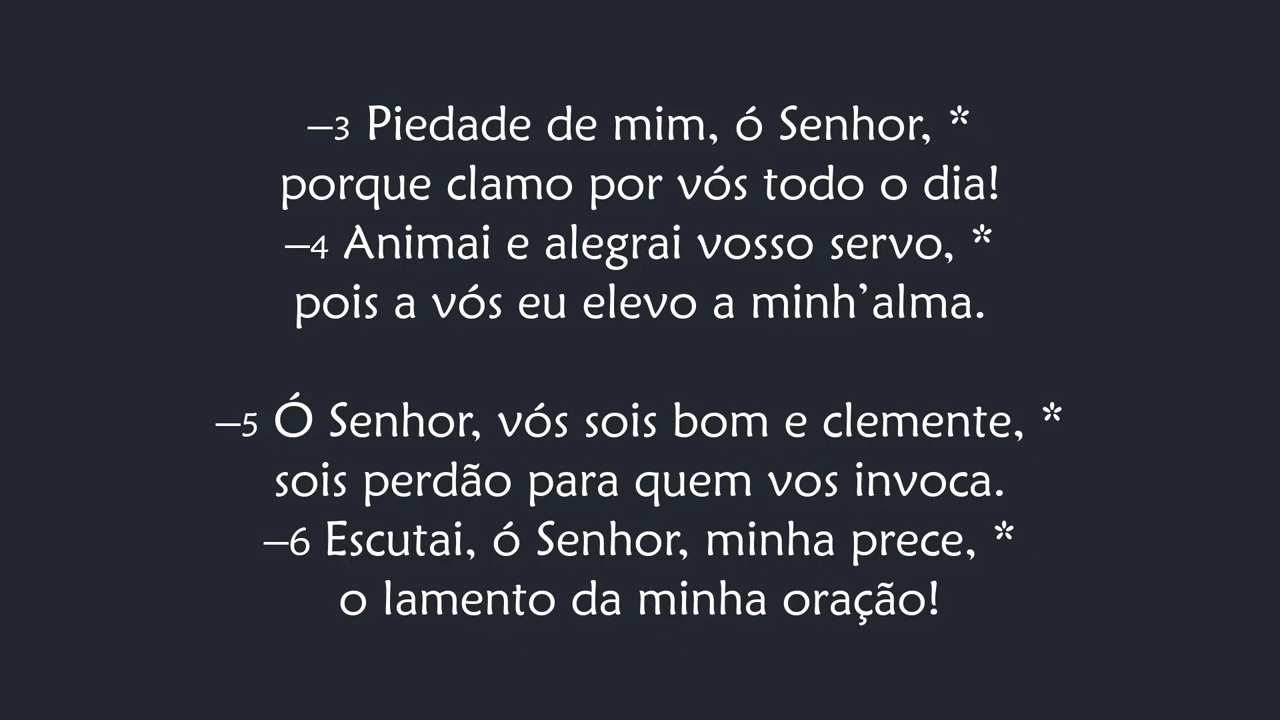 –3 Piedade de mim, ó Senhor, *
porque clamo por vós todo o dia!
–4 Animai e alegrai vosso servo, *
pois a vós eu elevo a minh’alma.
–5 Ó Senhor, vós sois bom e clemente, *
sois perdão para quem vos invoca.
–6 Escutai, ó Senhor, minha prece, *
o lamento da minha oração!